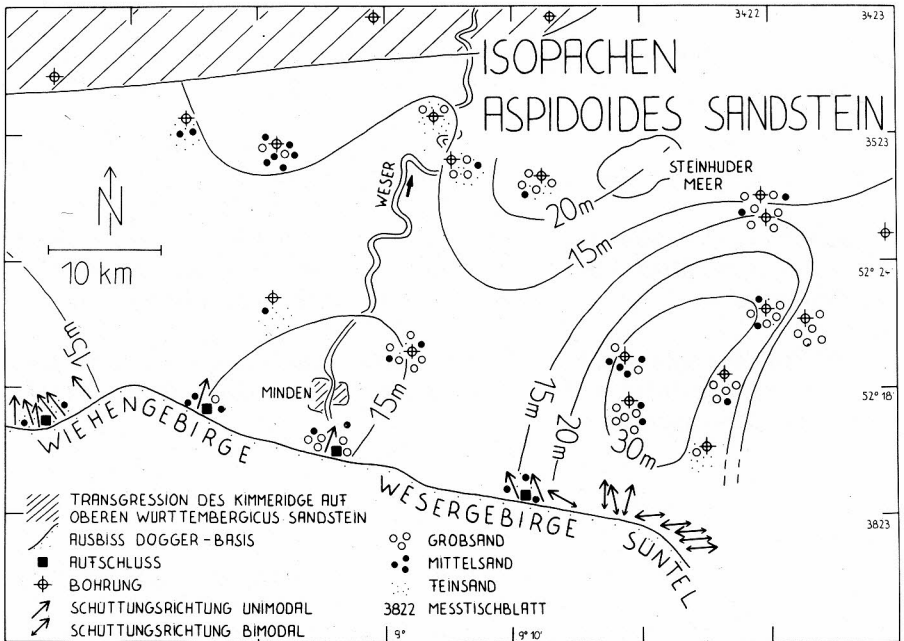 3422
3423
ISOPACHEN
ASPIDOIDES SANDSTEIN
3523
STEINHUDER
MEER
WESER
N
10 km
20m
15m
52° 24'
15m
MINDEN
15m
15m
20m
30m
52° 18'
WIEHENGEBIRGE
WESERGEBIRGE
SÜNTEL
3823
TRANSGRESSION DES KIMMERIDGE AUF
OBEREN WÜRTTEMBERGICUS SANDSTEIN
AUSBISS DOGGER-BASIS
AUFSCHLUSS
BOHRUNG
SCHÜTTUNGSRICHTUNG UNIMODAL
SCHÜTTUNGSRICHTUNG BIMODAL
GROBSAND
MITTELSAND
FEINSAND
3822 MESSTISCHBLATT
9°
9° 10'